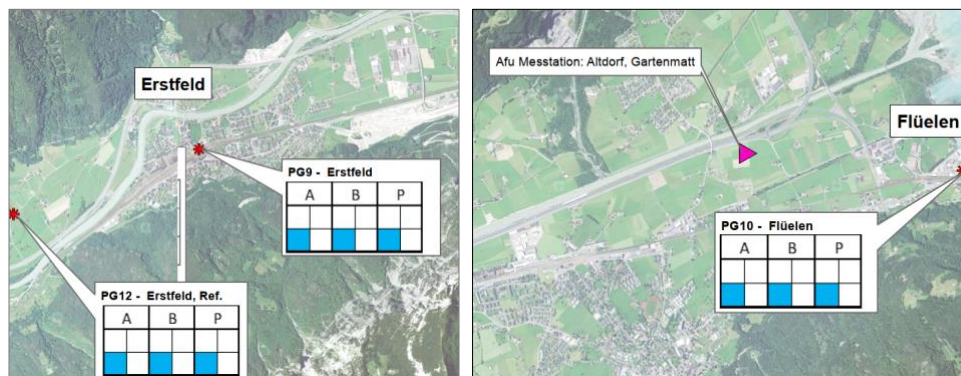 Erstfeld
PG9 - Erstfeld
A B P
PG12 - Erstfeld, Ref.
A B P
Afu Messtation: Altdorf, Gartenmatt
Flüelen
PG10 - Flüelen
A B P